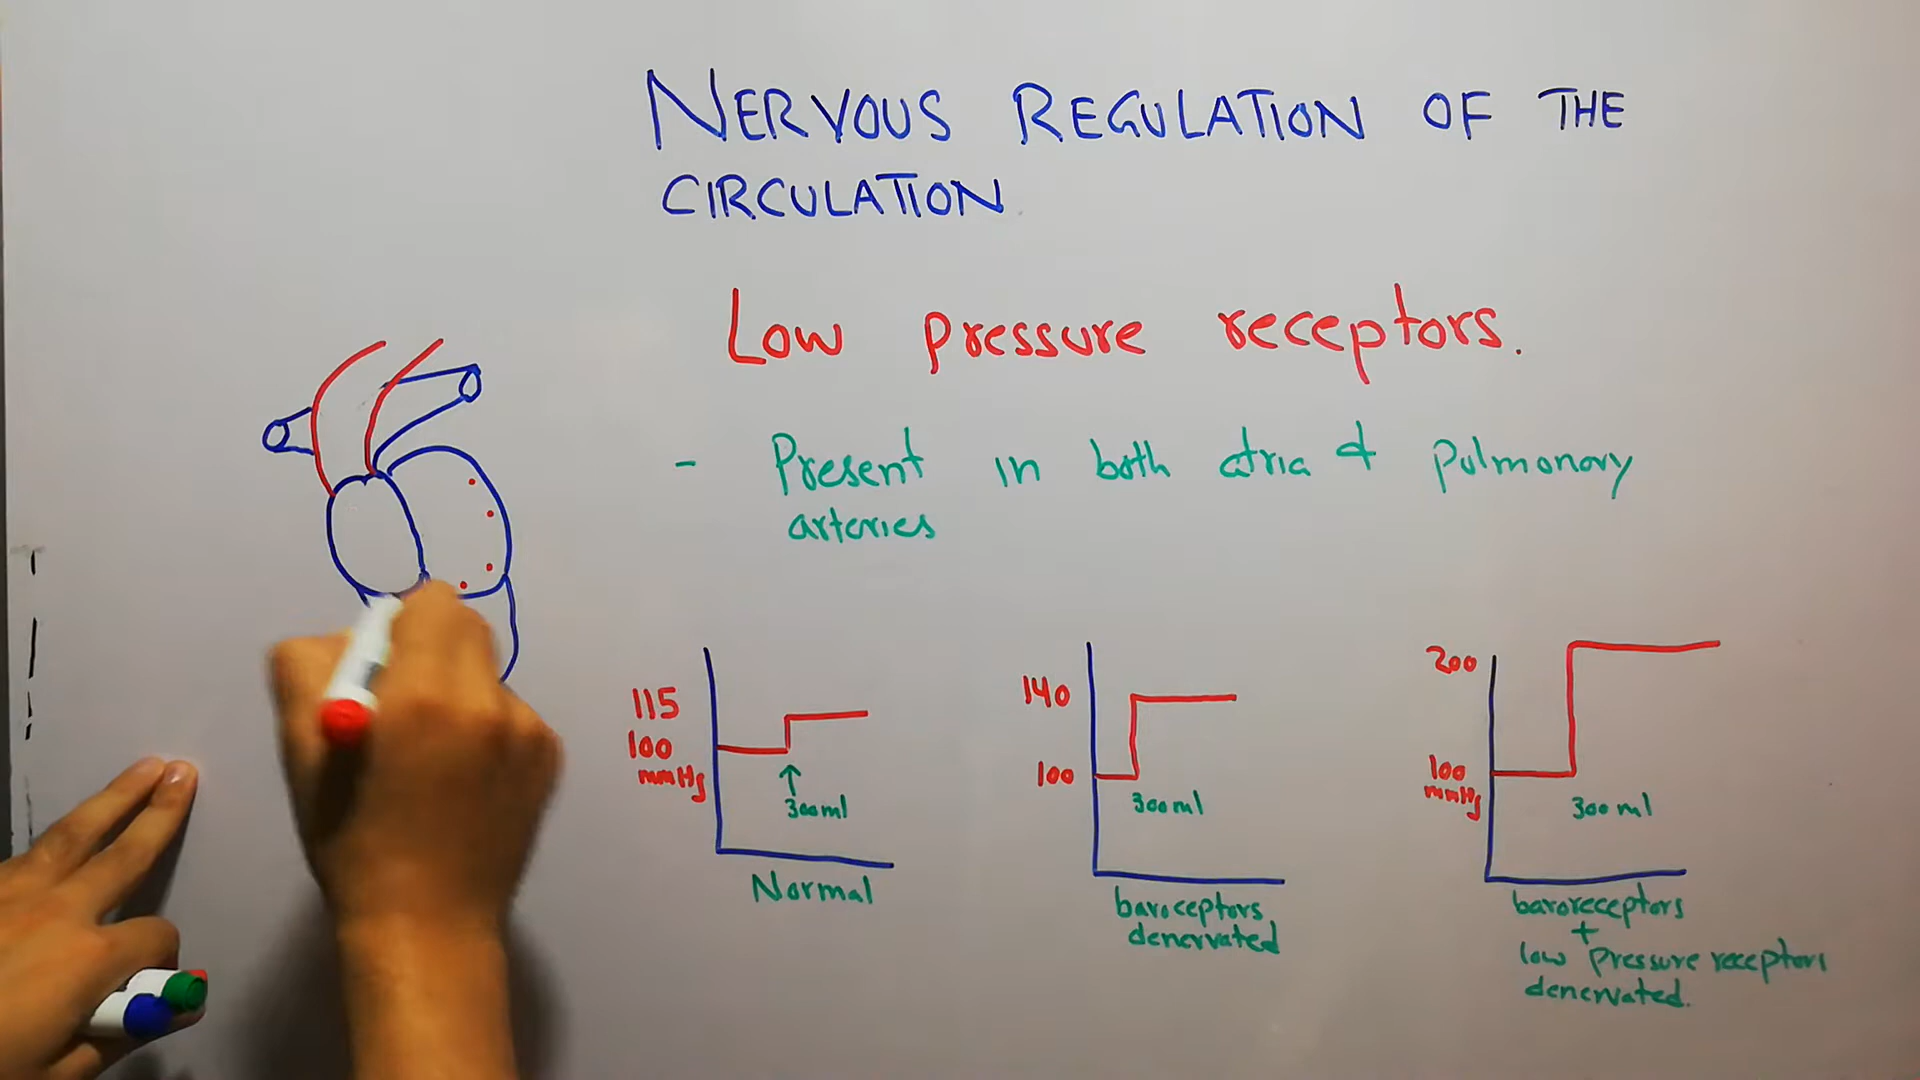 NERVOUS REGULATION OF THE
CIRCULATION
Low pressure receptors.
- Present in both atria & pulmonary
arteries
115
100
mmHg
300ml
Normal
140
100
300ml
baroceptors
denervated
200
100
mmHg
300ml
baroreceptors
+
low pressure receptors
denervated.